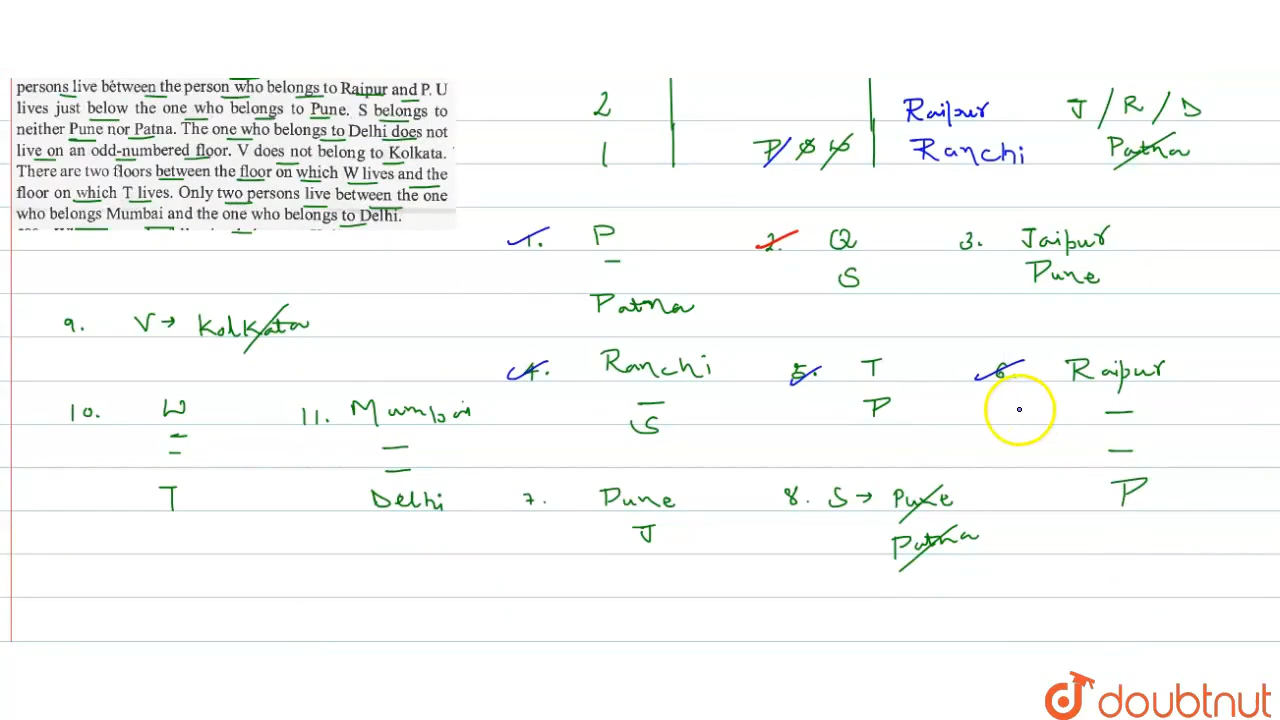 persons live between the person who belongs to Raipur and P. U
lives just below the one who belongs to Pune. S belongs to
neither Pune nor Patna. The one who belongs to Delhi does not
live on an odd-numbered floor. V does not belong to Kolkata.
There are two floors between the floor on which W lives and the
floor on which T lives. Only two persons live between the one
who belongs Mumbai and the one who belongs to Delhi.
2 Raipur J / R / D
1 Ranchi Patna
1. P
Patna
2. Q
S
3. Jaipur
Pune
9. V → Kolkata
4. Ranchi
S
5. T
P
6. Raipur
P
10. W
T
11. Mumbai
Delhi
7. Pune
J
8. S → Pune
Patna
doubtnut